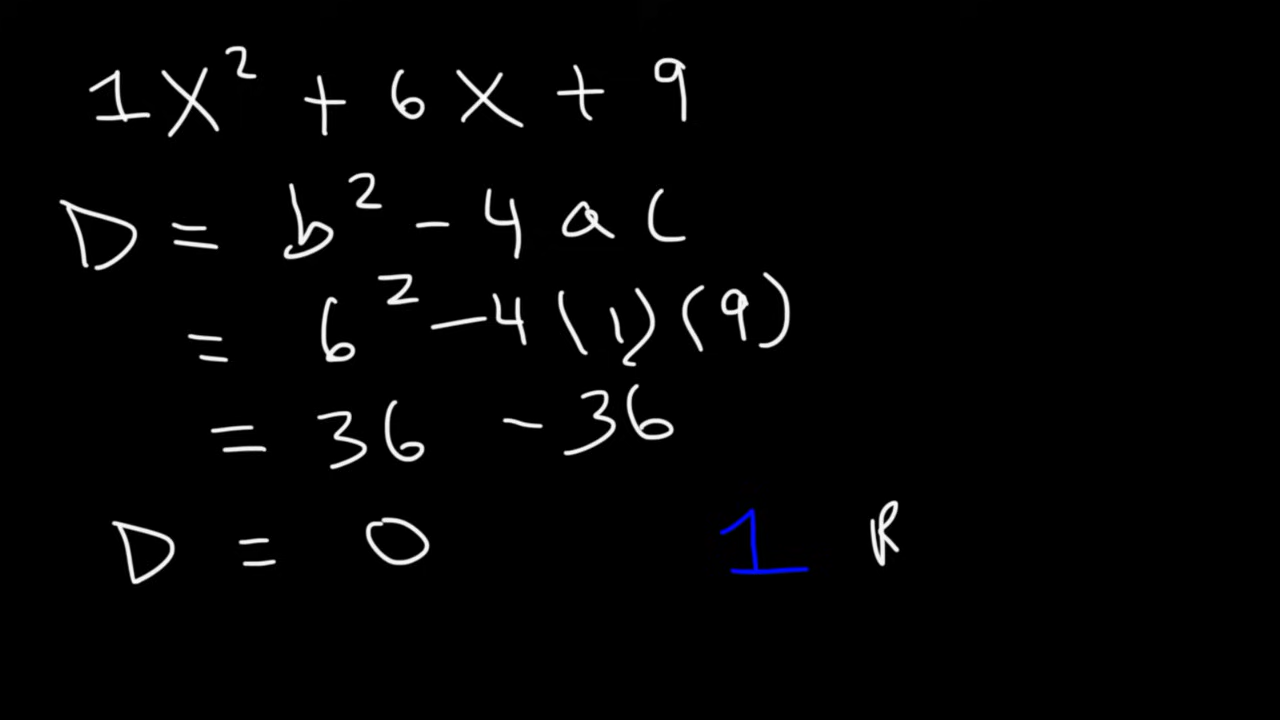 1x² + 6x + 9
D = b² - 4ac
= 6² - 4(1)(9)
= 36 - 36
D = 0 1 R